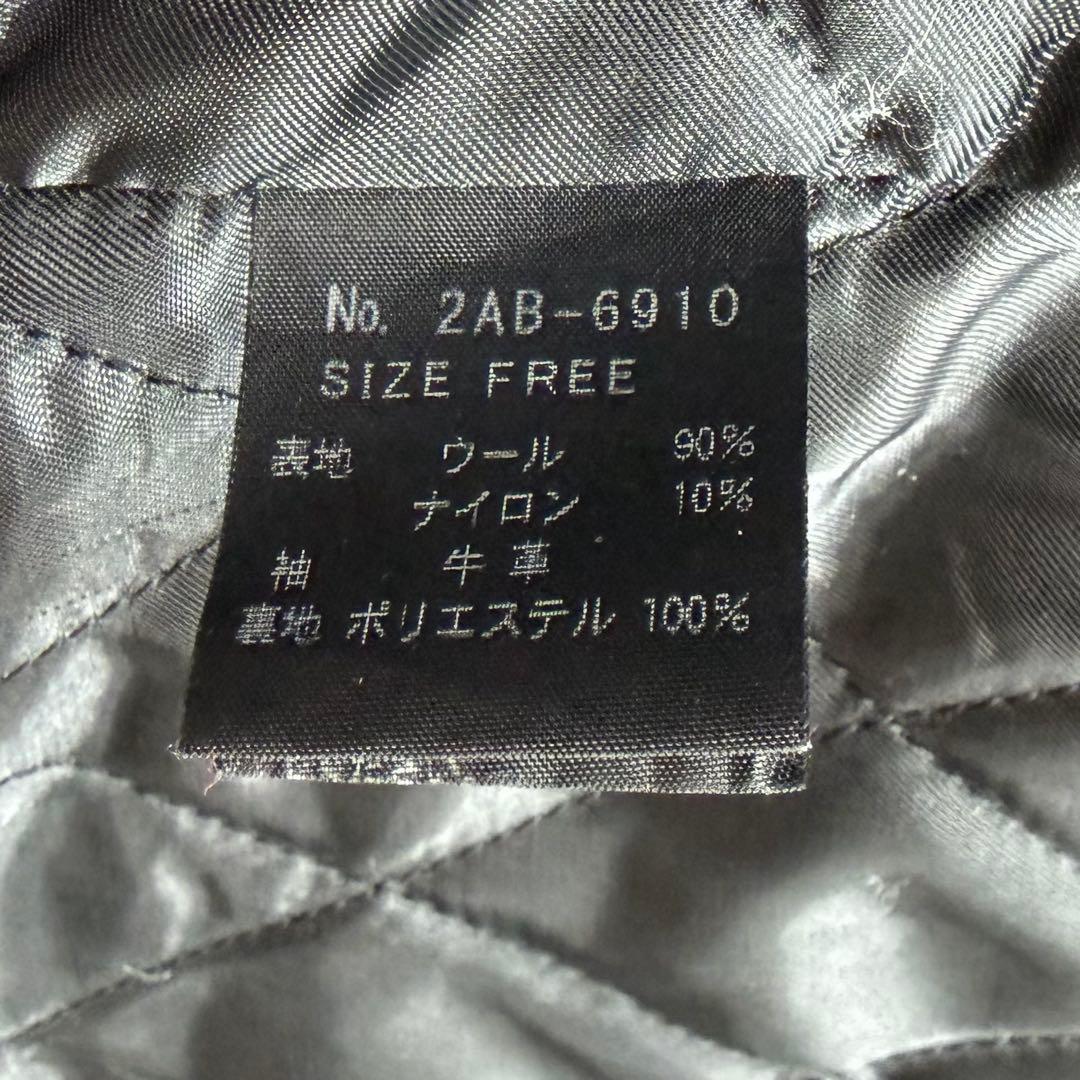 No. 2AB-6910
SIZE FREE
表地 ウール 90%
ナイロン 10%
袖 牛革
裏地 ポリエステル 100%